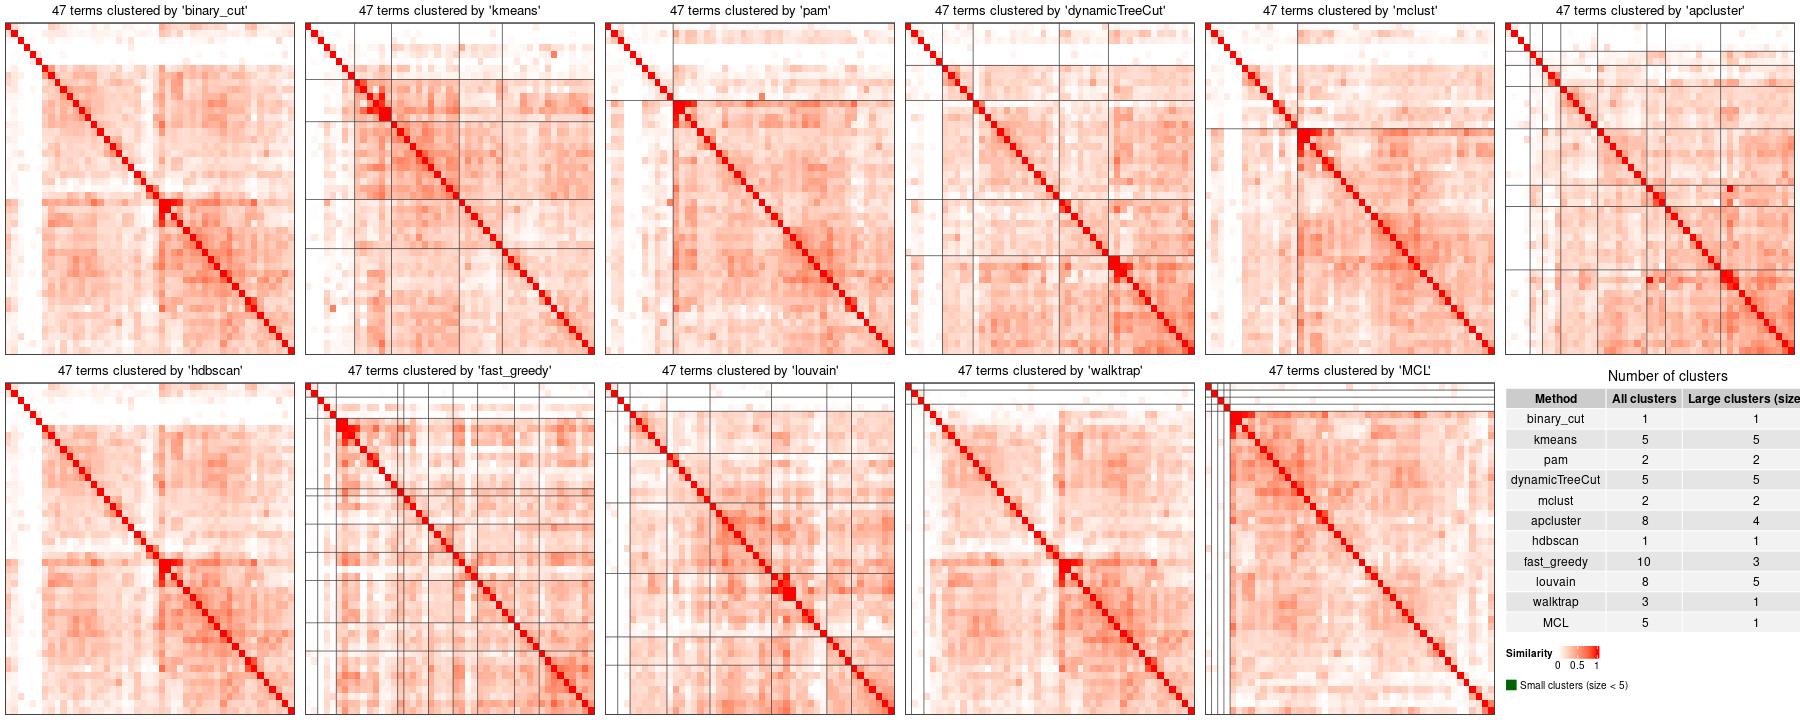 47 terms clustered by 'binary_cut'
47 terms clustered by 'kmeans'
47 terms clustered by 'pam'
47 terms clustered by 'dynamicTreeCut'
47 terms clustered by 'mclust'
47 terms clustered by 'apcluster'
47 terms clustered by 'hdbscan'
47 terms clustered by 'fast_greedy'
47 terms clustered by 'louvain'
47 terms clustered by 'walktrap'
47 terms clustered by 'MCL'
Number of clusters
Method All clusters Large clusters (size
binary_cut 1 1
kmeans 5 5
pam 2 2
dynamicTreeCut 5 5
mclust 2 2
apcluster 8 4
hdbscan 1 1
fast_greedy 10 3
louvain 8 5
walktrap 3 1
MCL 5 1
Similarity
0 0.5 1
Small clusters (size < 5)